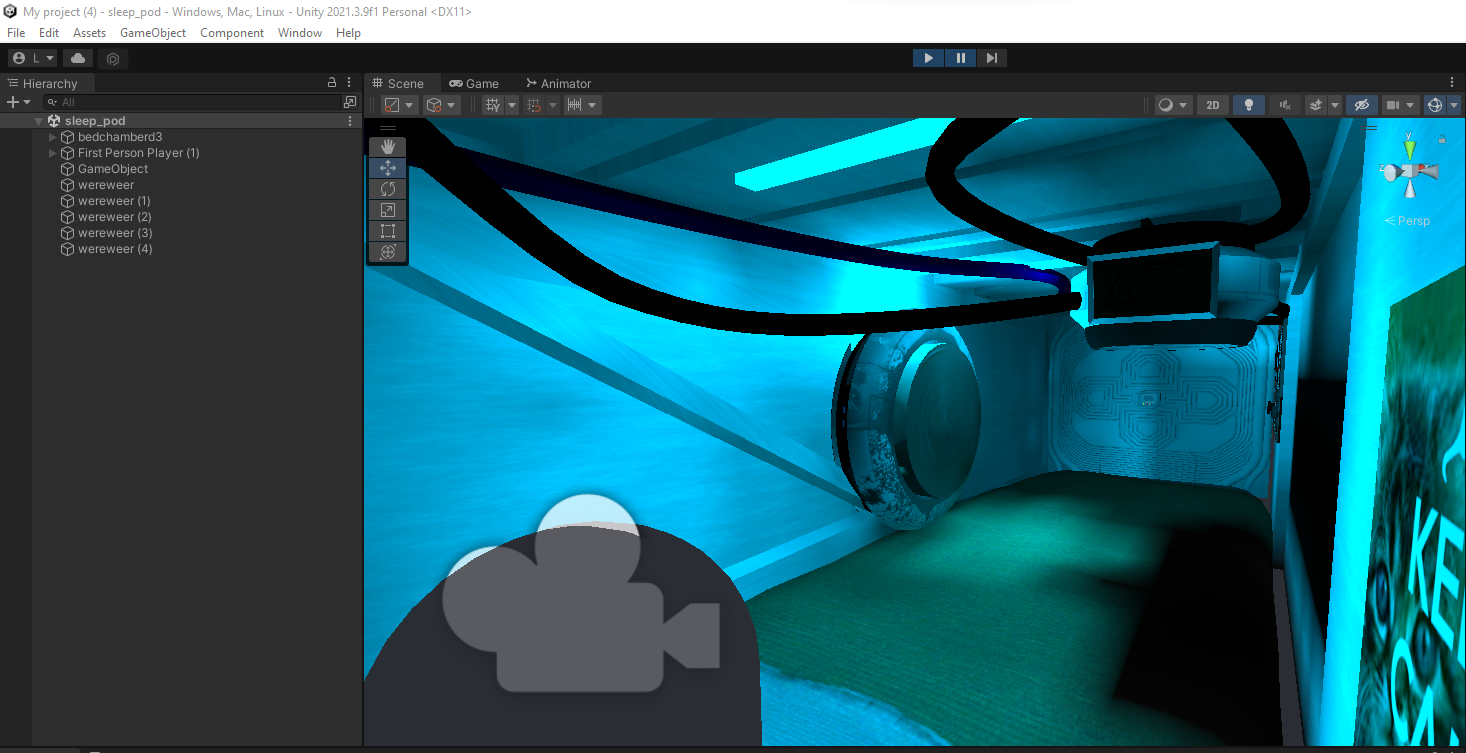 My project (4) - sleep_pod - Windows, Mac, Linux - Unity 2021.3.9f1 Personal <DX11>
File Edit Assets GameObject Component Window Help
L
Hierarchy
Scene Game Animator
All
2D
sleep_pod
bedchamberd3
First Person Player (1)
GameObject
wereweer
wereweer (1)
wereweer (2)
wereweer (3)
wereweer (4)
y
z
Persp